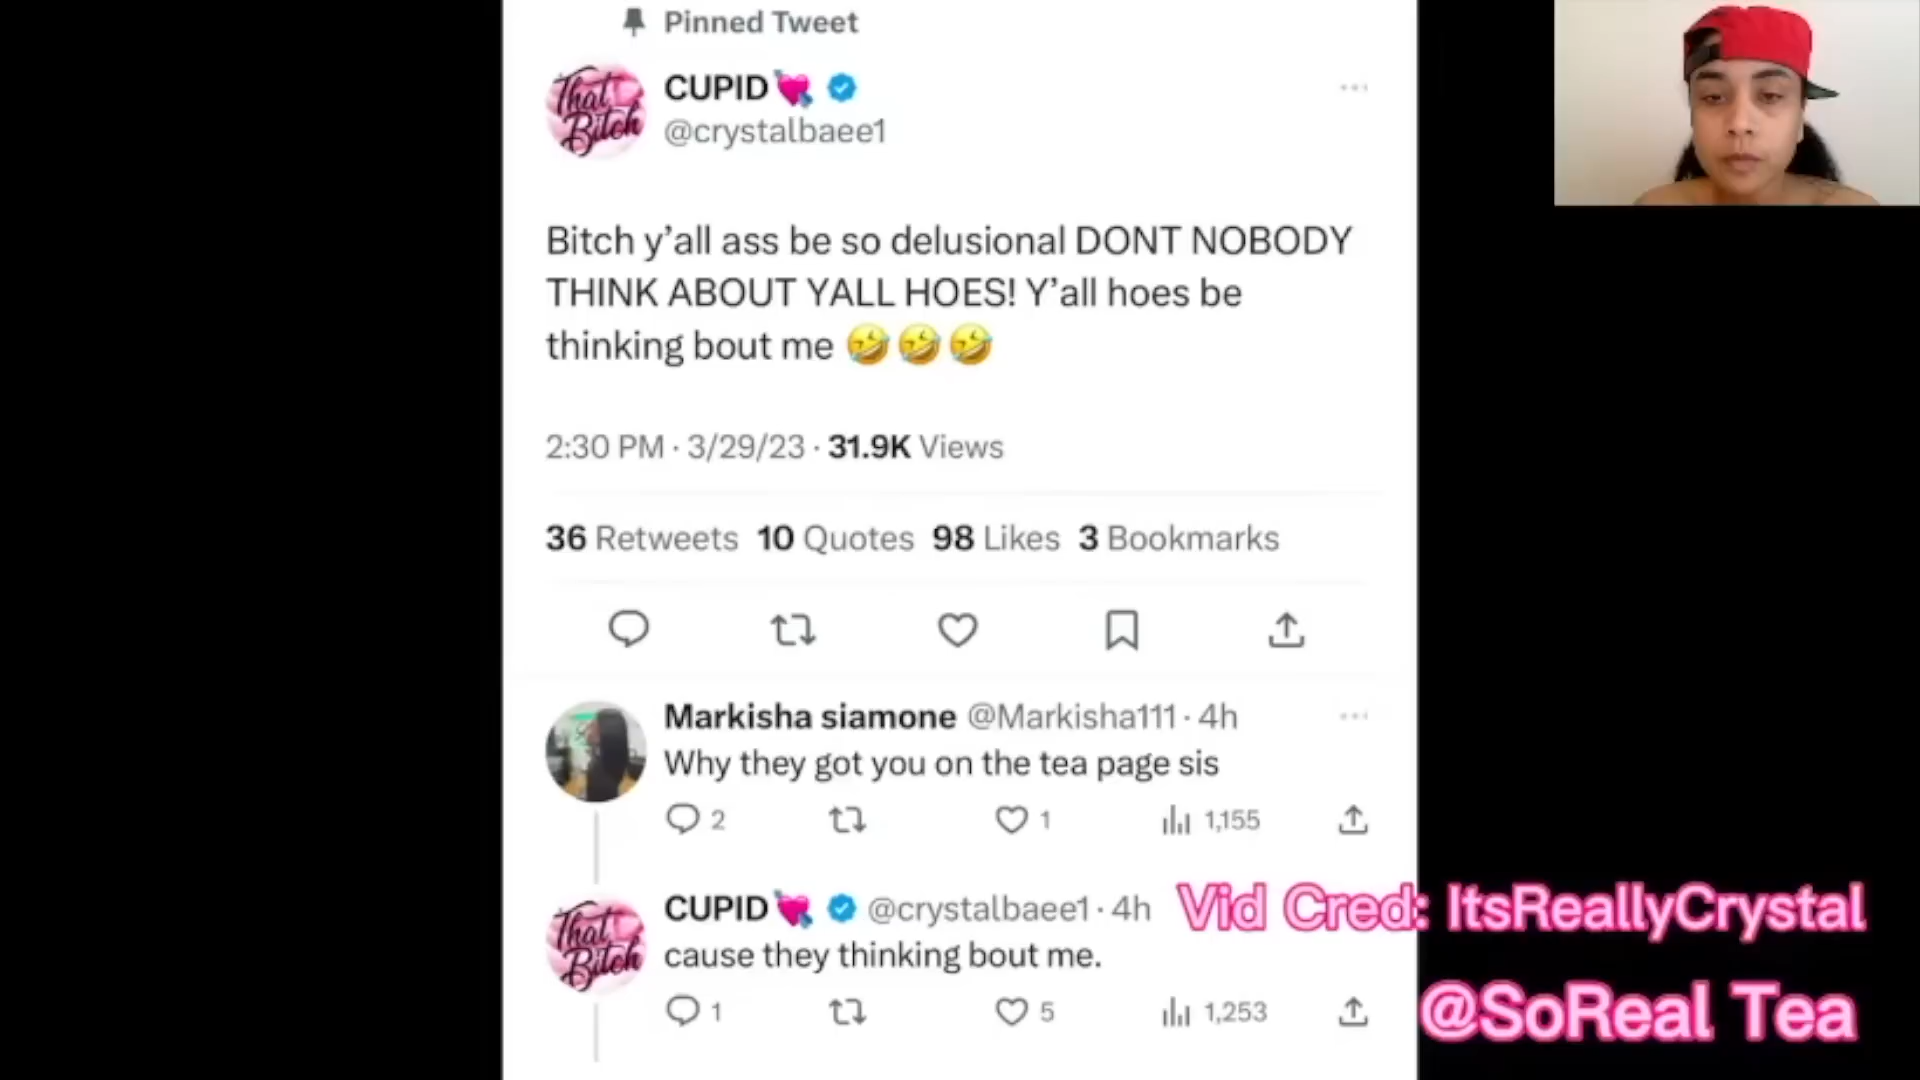 Pinned Tweet
That Bitch
CUPID💘
@crystalbaee1
Bitch y’all ass be so delusional DONT NOBODY
THINK ABOUT YALL HOES! Y’all hoes be
thinking bout me 🤣🤣🤣
2:30 PM · 3/29/23 · 31.9K Views
36 Retweets 10 Quotes 98 Likes 3 Bookmarks
Markisha siamone @Markisha111 · 4h
Why they got you on the tea page sis
2 1 1,155
That Bitch
CUPID💘 @crystalbaee1 · 4h
cause they thinking bout me.
1 5 1,253
Vid Cred: ItsReallyCrystal
@SoReal Tea